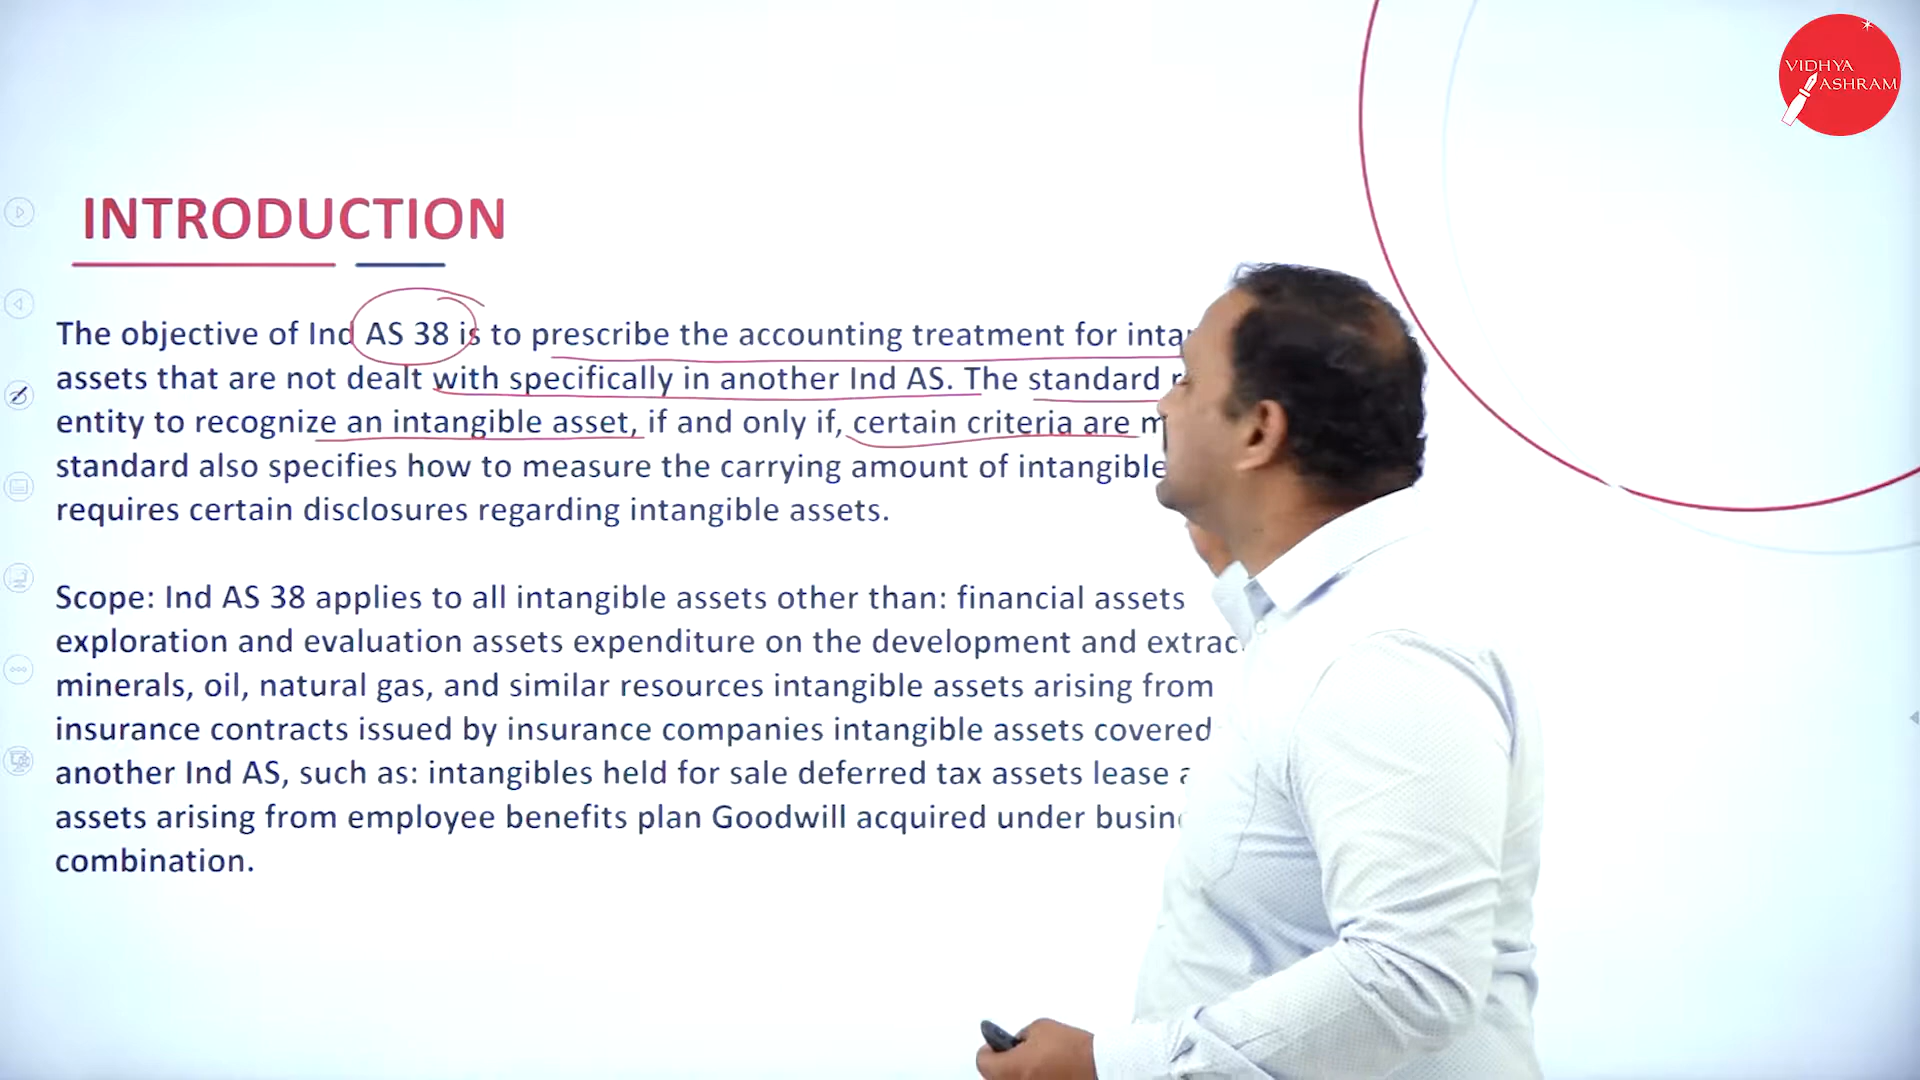 VIDHYA
ASHRAM
INTRODUCTION
The objective of Ind AS 38 is to prescribe the accounting treatment for
assets that are not dealt with specifically in another Ind AS. The standard
entity to recognize an intangible asset, if and only if, certain criteria are
standard also specifies how to measure the carrying amount of intangible
requires certain disclosures regarding intangible assets.
Scope: Ind AS 38 applies to all intangible assets other than: financial assets
exploration and evaluation assets expenditure on the development and
minerals, oil, natural gas, and similar resources intangible assets arising from
insurance contracts issued by insurance companies intangible assets covered
another Ind AS, such as: intangibles held for sale deferred tax assets lease
assets arising from employee benefits plan Goodwill acquired under
combination.